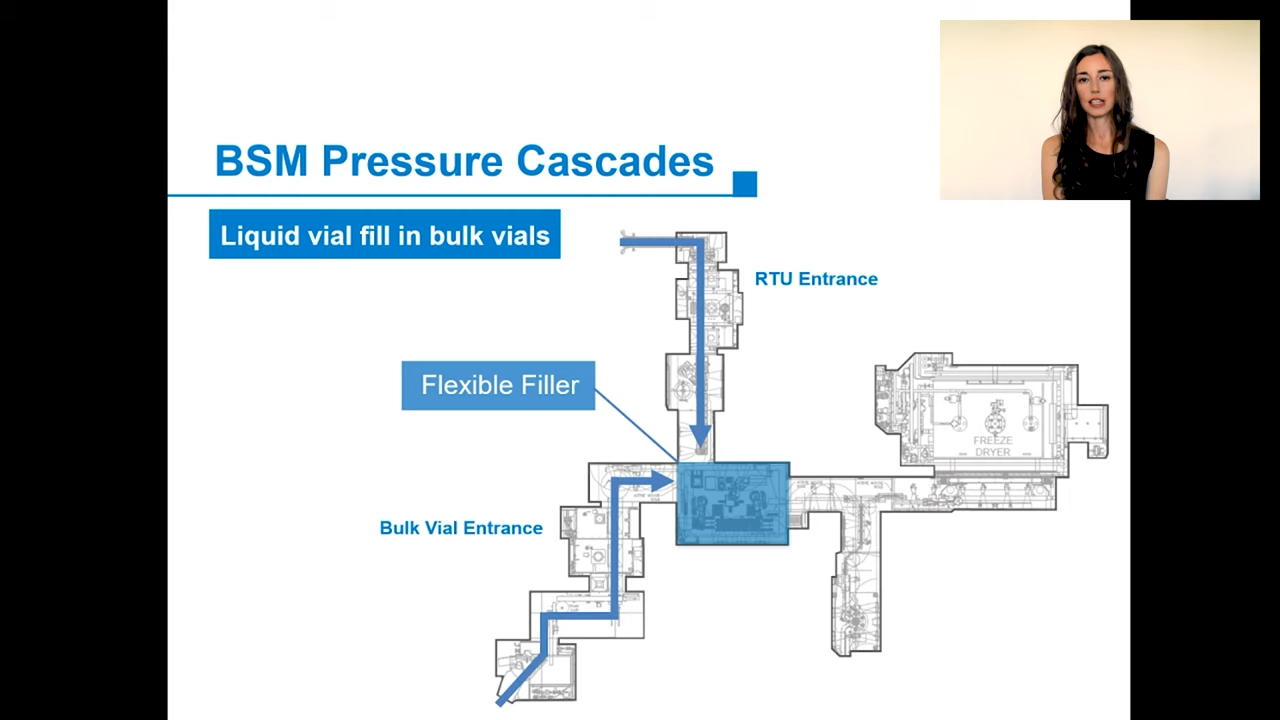 BSM Pressure Cascades
Liquid vial fill in bulk vials
RTU Entrance
Flexible Filler
FREEZE
DRYER
Bulk Vial Entrance